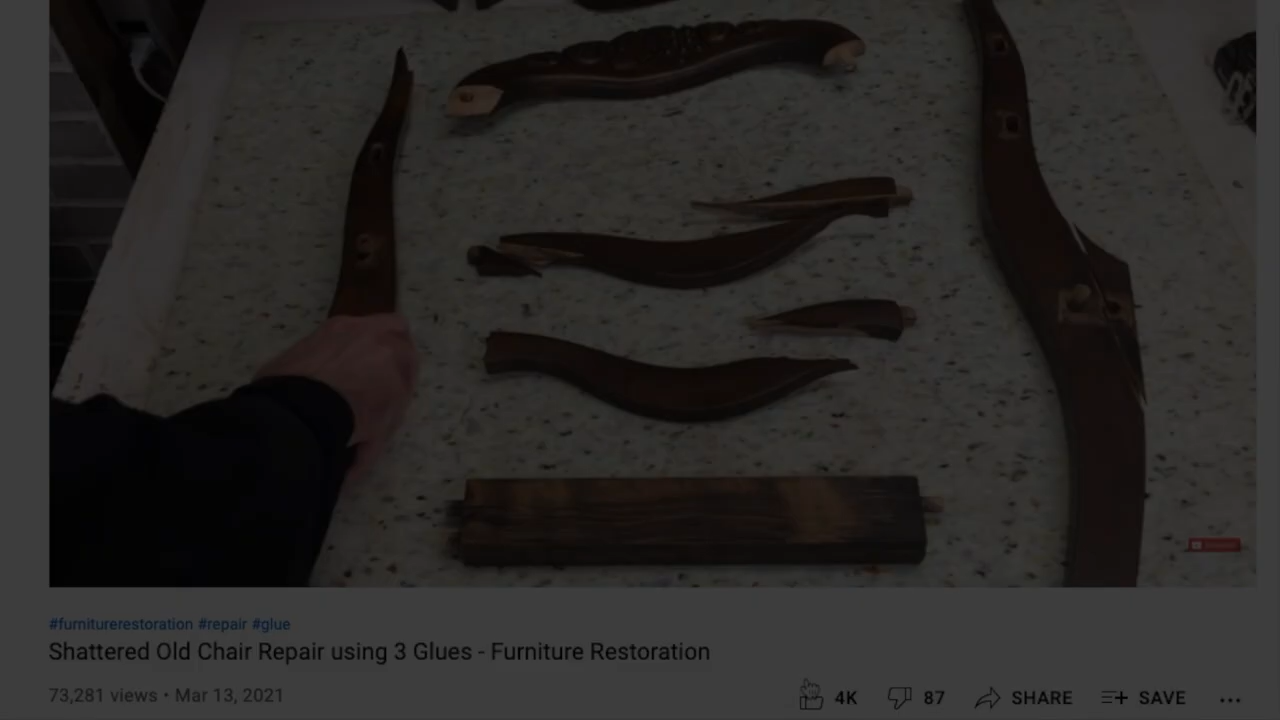 #furniturerestoration #repair #glue
Shattered Old Chair Repair using 3 Glues - Furniture Restoration
73,281 views • Mar 13, 2021
4K 87 SHARE SAVE